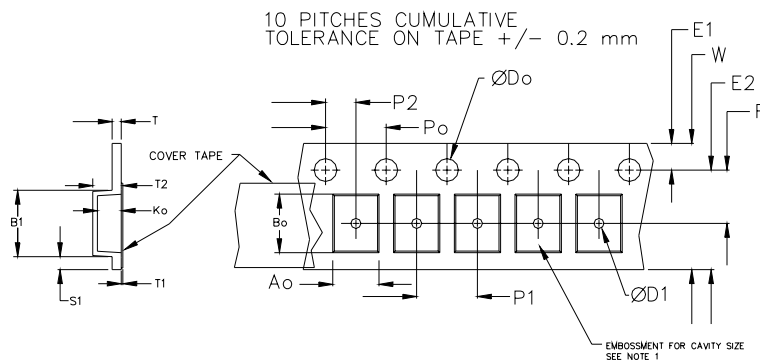 10 PITCHES CUMULATIVE
TOLERANCE ON TAPE +/- 0.2 mm
E1
W
ØDo
E2
P2
T
Po
COVER TAPE
T2
B1
Ko
Bo
S1
T1
Ao
P1
ØD1
EMBOSSMENT FOR CAVITY SIZE
SEE NOTE 1